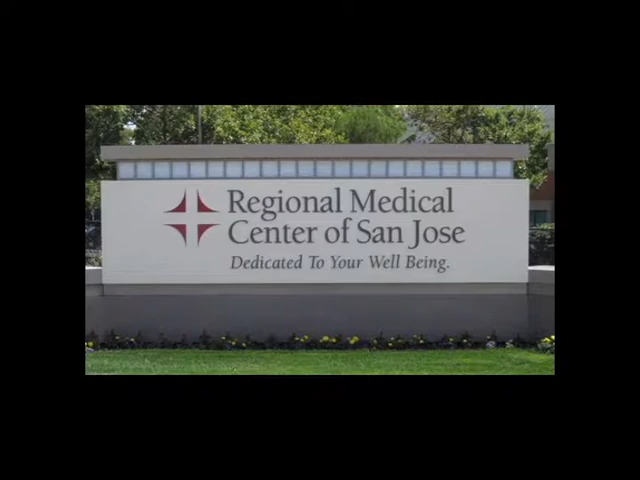 Regional Medical
Center of San Jose
Dedicated To Your Well Being.